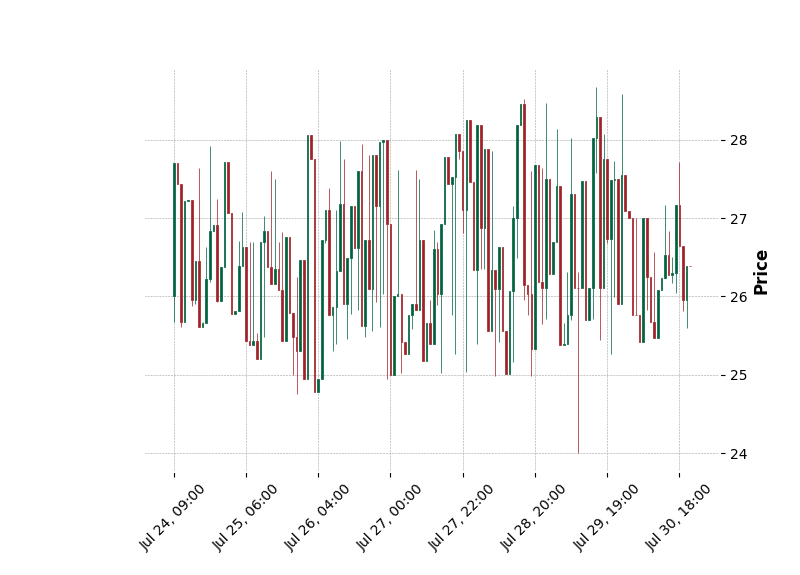 28
27
26
25
24
Price
Jul 24, 09:00
Jul 25, 06:00
Jul 26, 04:00
Jul 27, 00:00
Jul 27, 22:00
Jul 28, 20:00
Jul 29, 19:00
Jul 30, 18:00